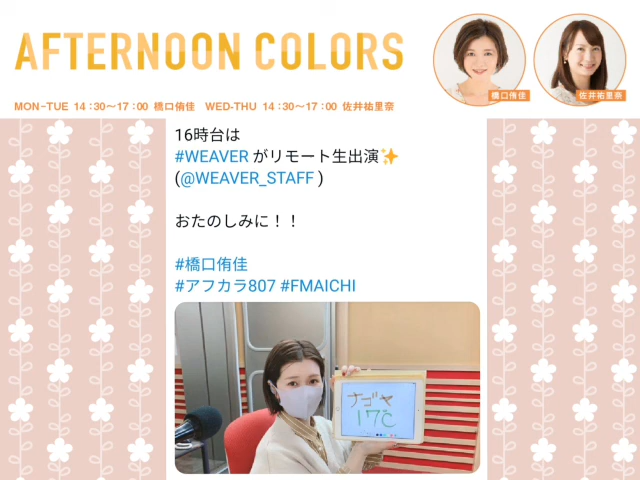 AFTERNOON COLORS
橋口侑佳
佐井祐里奈
MON-TUE 14:30〜17:00 橋口侑佳 WED-THU 14:30〜17:00 佐井祐里奈
16時台は
#WEAVER がリモート生出演✨
(@WEAVER_STAFF )
おたのしみに！！
#橋口侑佳
#アフカラ807 #FMAICHI
ナゴヤ
17℃